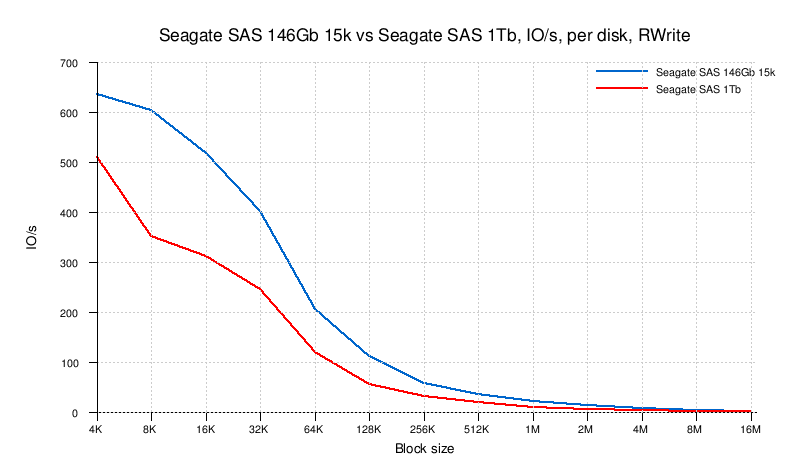 Seagate SAS 146Gb 15k vs Seagate SAS 1Tb, IO/s, per disk, RWrite
Seagate SAS 146Gb 15k
Seagate SAS 1Tb
700
600
500
400
300
200
100
0
IO/s
4K 8K 16K 32K 64K 128K 256K 512K 1M 2M 4M 8M 16M
Block size